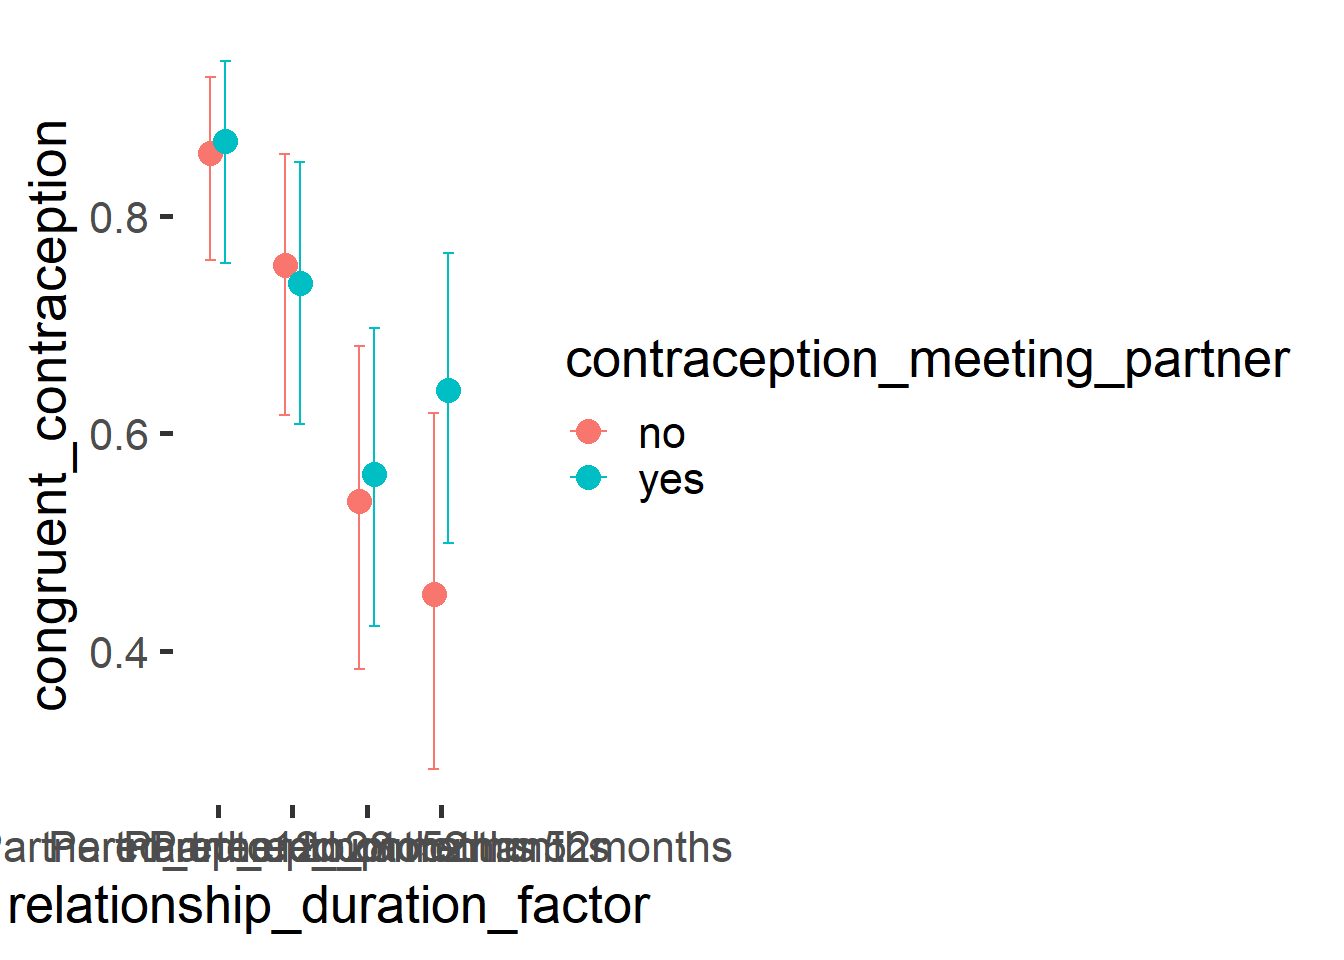 congruent_contraception
0.8
0.6
0.4
relationship_duration_factor
contraception_meeting_partner
no
yes